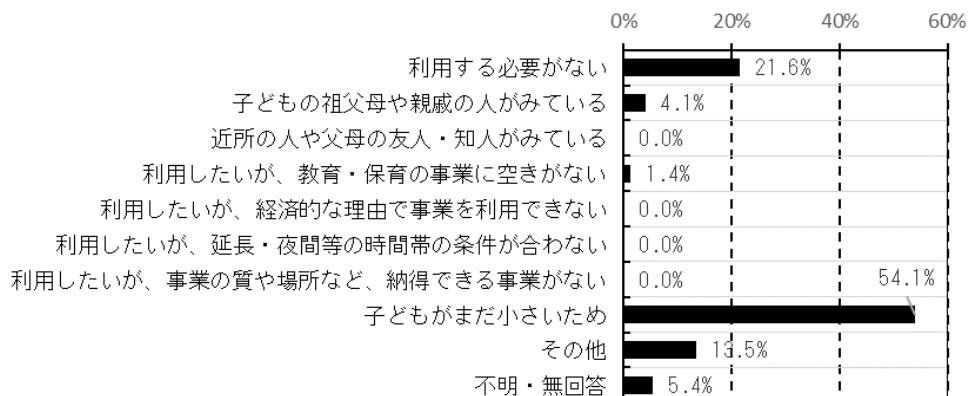 0% 20% 40% 60%
利用する必要がない 21.6%
子どもの祖父母や親戚の人がみている 4.1%
近所の人や父母の友人・知人がみている 0.0%
利用したいが、教育・保育の事業に空きがない 1.4%
利用したいが、経済的な理由で事業を利用できない 0.0%
利用したいが、延長・夜間等の時間帯の条件が合わない 0.0%
利用したいが、事業の質や場所など、納得できる事業がない 0.0%
子どもがまだ小さいため 54.1%
その他 13.5%
不明・無回答 5.4%